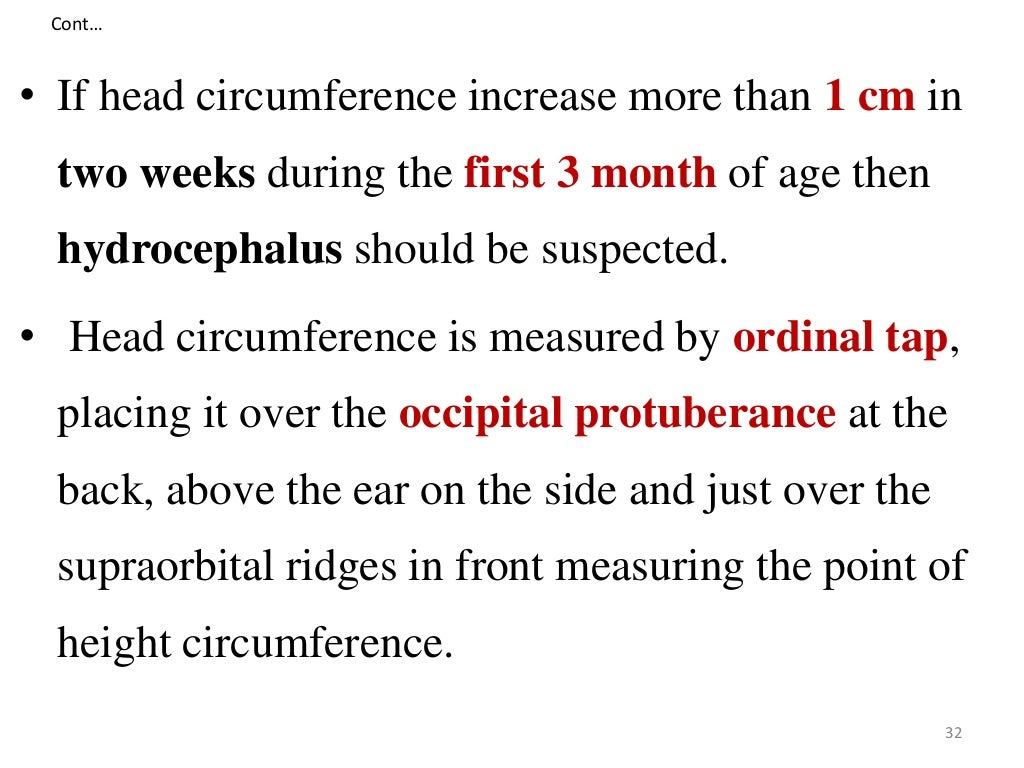 Cont…
• If head circumference increase more than 1 cm in
two weeks during the first 3 month of age then
hydrocephalus should be suspected.
• Head circumference is measured by ordinal tap,
placing it over the occipital protuberance at the
back, above the ear on the side and just over the
supraorbital ridges in front measuring the point of
height circumference.
32